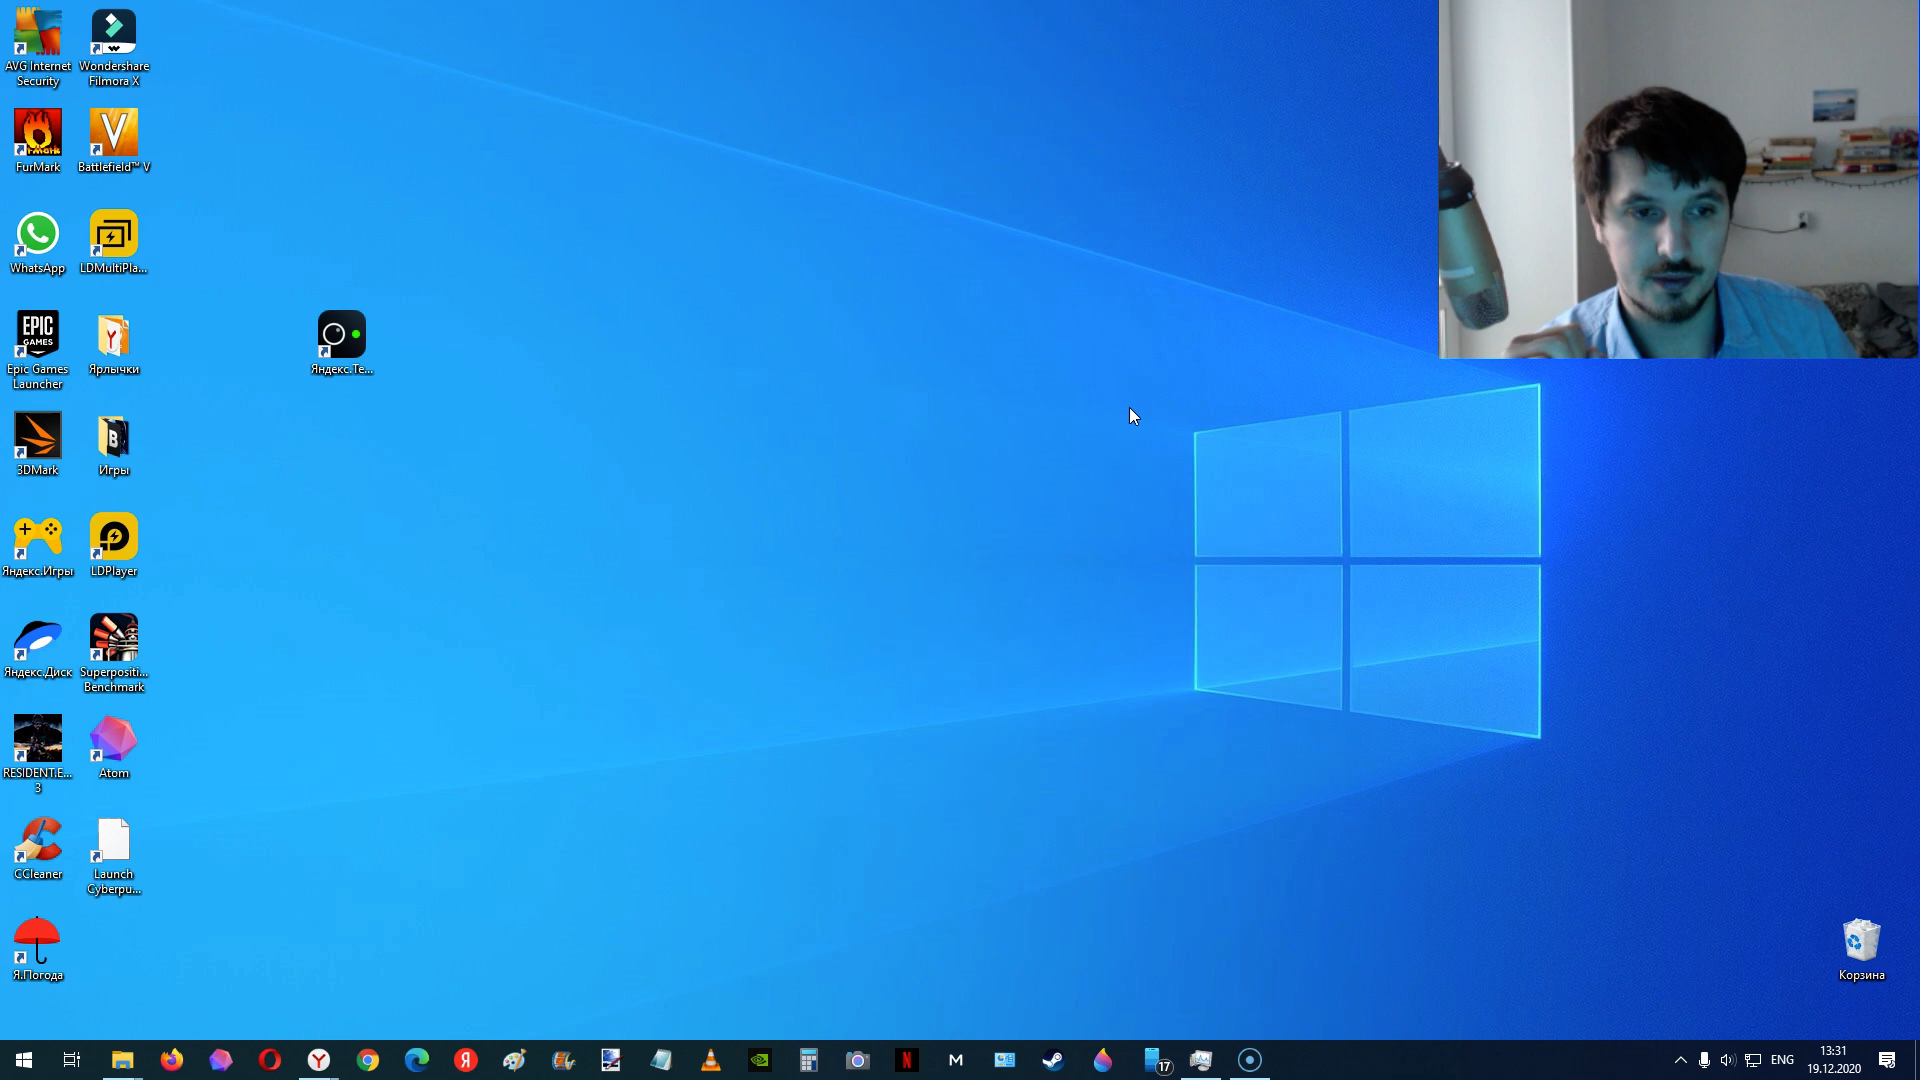 AVG Internet
Security
Wondershare
Filmora X
FurMark
V
Battlefield™ V
WhatsApp
LDMultiPla...
EPIC
GAMES
Epic Games
Launcher
Y
Ярлычки
Яндекс.Те...
3DMark
B
Игры
Яндекс.Игры
LDPlayer
Яндекс.Диск
Superpositi...
Benchmark
RESIDENT.E...
3
Atom
CCleaner
Launch
Cyberpu...
Я.Погода
Корзина
Y
Я
N
M
17
ENG
13:31
19.12.2020